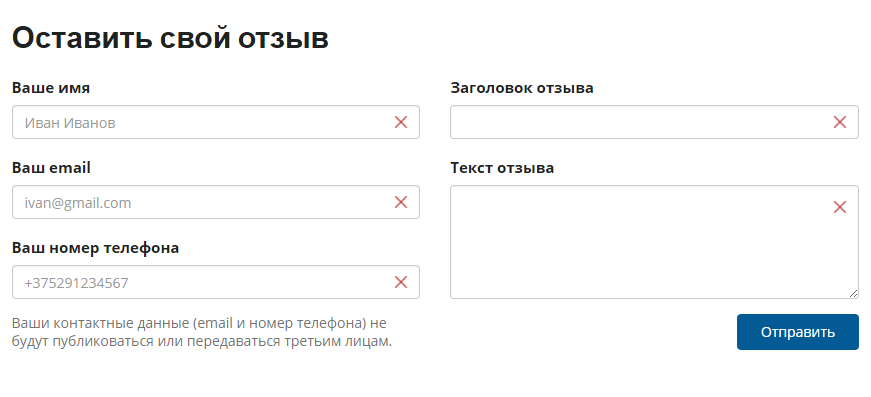 Оставить свой отзыв
Ваше имя
Иван Иванов
Ваш email
ivan@gmail.com
Ваш номер телефона
+375291234567
Ваши контактные данные (email и номер телефона) не
будут публиковаться или передаваться третьим лицам.
Заголовок отзыва
Текст отзыва
Отправить